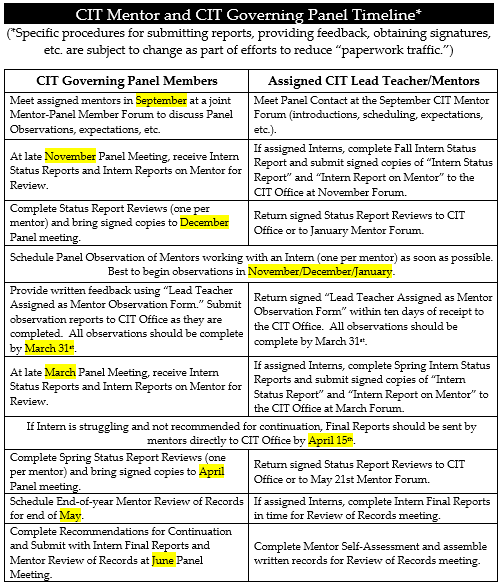 CIT Mentor and CIT Governing Panel Timeline*
(*Specific procedures for submitting reports, providing feedback, obtaining signatures,
etc. are subject to change as part of efforts to reduce “paperwork traffic.”)
CIT Governing Panel Members
Assigned CIT Lead Teacher/Mentors
Meet assigned mentors in September at a joint
Mentor-Panel Member Forum to discuss Panel
Observations, expectations, etc.
Meet Panel Contact at the September CIT Mentor
Forum (introductions, scheduling, expectations,
etc.).
At late November Panel Meeting, receive Intern
Status Reports and Intern Reports on Mentor for
Review.
If assigned Interns, complete Fall Intern Status
Report and submit signed copies of “Intern Status
Report” and “Intern Report on Mentor” to the
CIT Office at November Forum.
Complete Status Report Reviews (one per
mentor) and bring signed copies to December
Panel meeting.
Return signed Status Report Reviews to CIT
Office or to January Mentor Forum.
Schedule Panel Observation of Mentors working with an Intern (one per mentor) as soon as possible.
Best to begin observations in November/December/January.
Provide written feedback using “Lead Teacher
Assigned as Mentor Observation Form.” Submit
observation reports to CIT Office as they are
completed. All observations should be complete
by March 31st.
Return signed “Lead Teacher Assigned as Mentor
Observation Form” within ten days of receipt to
the CIT Office. All observations should be
complete by March 31st.
At late March Panel Meeting, receive Intern
Status Reports and Intern Reports on Mentor for
Review.
If assigned Interns, complete Spring Intern Status
Reports and submit signed copies of “Intern
Status Report” and “Intern Report on Mentor” to
the CIT Office at March Forum.
If Intern is struggling and not recommended for continuation, Final Reports should be sent by
mentors directly to CIT Office by April 15th.
Complete Spring Status Report Reviews (one
per mentor) and bring signed copies to April
Panel meeting.
Return signed Status Report Reviews to CIT
Office or to May 21st Mentor Forum.
Schedule End-of-year Mentor Review of Records
for end of May.
If assigned Interns, complete Intern Final Reports
in time for Review of Records meeting.
Complete Recommendations for Continuation
and Submit with Intern Final Reports and
Mentor Review of Records at June Panel
Meeting.
Complete Mentor Self-Assessment and assemble
written records for Review of Records meeting.